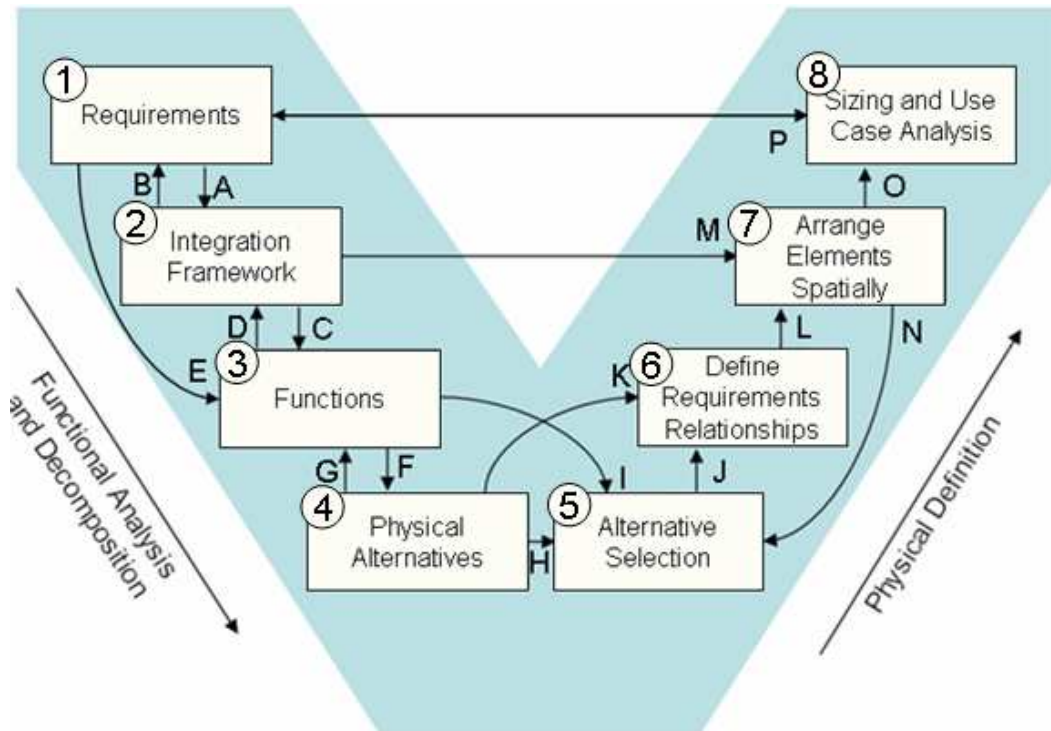 1
Requirements
8
Sizing and Use
Case Analysis
P
B
A
O
2
Integration
Framework
M
7
Arrange
Elements
Spatially
D
C
L
N
E
3
Functions
K
6
Define
Requirements
Relationships
G
F
I
J
4
Physical
Alternatives
H
5
Alternative
Selection
Functional Analysis
and Decomposition
Physical Definition